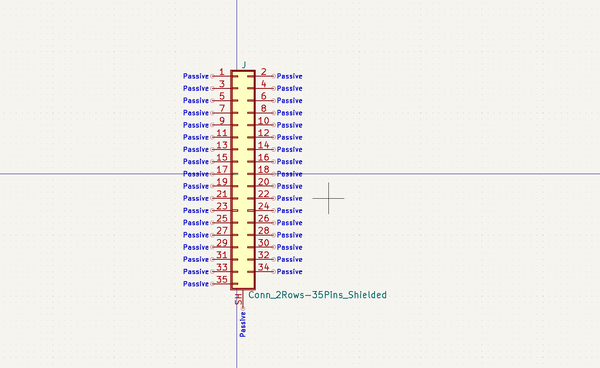 J
Passive 1 2 Passive
Passive 3 4 Passive
Passive 5 6 Passive
Passive 7 8 Passive
Passive 9 10 Passive
Passive 11 12 Passive
Passive 13 14 Passive
Passive 15 16 Passive
Passive 17 18 Passive
Passive 19 20 Passive
Passive 21 22 Passive
Passive 23 24 Passive
Passive 25 26 Passive
Passive 27 28 Passive
Passive 29 30 Passive
Passive 31 32 Passive
Passive 33 34 Passive
Passive 35
SH
Conn_2Rows-35Pins_Shielded
Passive